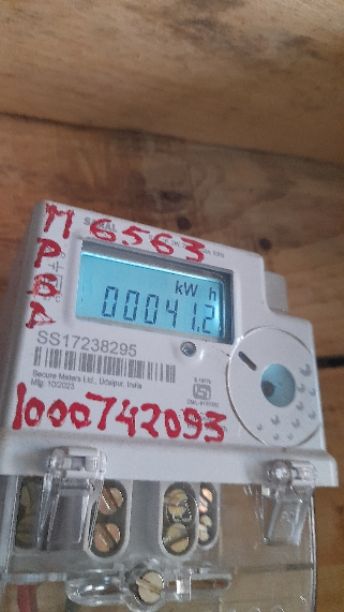 M 6563
P
B
P
kW h
00041.2
SS17238295
Secure Meters Ltd., Udaipur, India
Mfg. 10/2023
1000742093